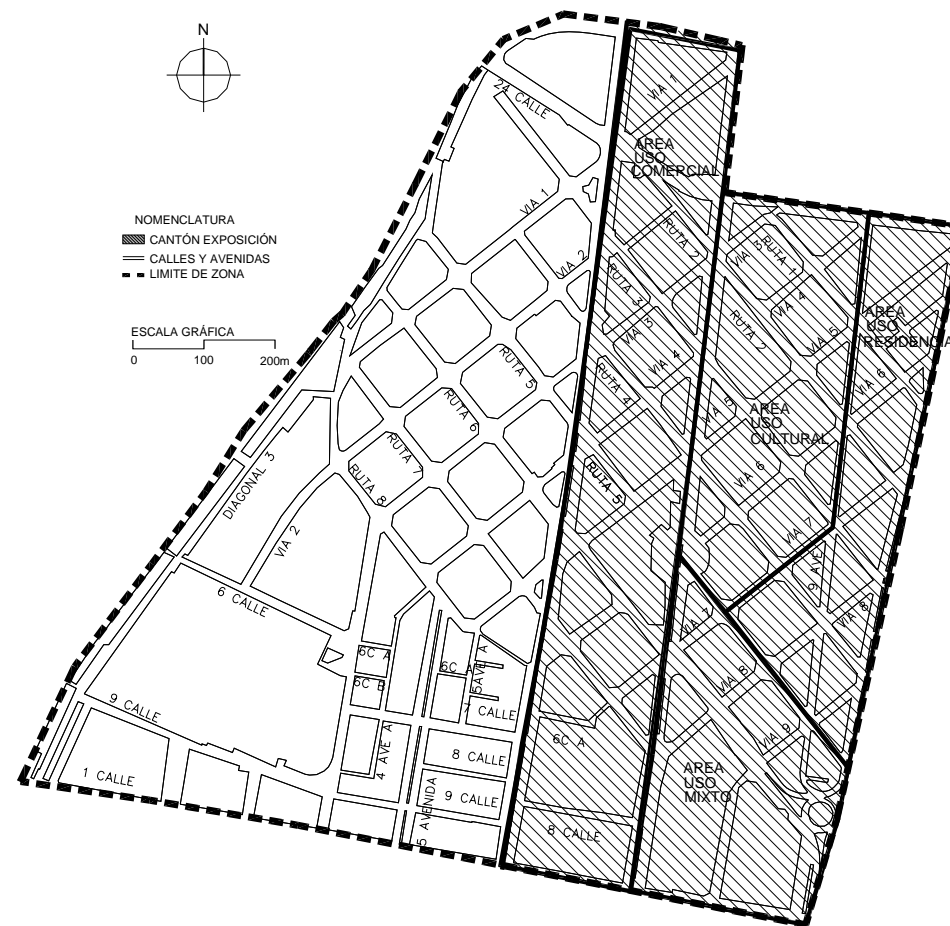 N
NOMENCLATURA
CANTÓN EXPOSICIÓN
CALLES Y AVENIDAS
LIMITE DE ZONA
ESCALA GRÁFICA
0 100 200m
24 CALLE
VIA 1
VIA 1
VIA 2
AREA
USO
COMERCIAL
RUTA 2
RUTA 3
VIA 3
VIA 4
RUTA 4
RUTA 5
VIA 3
RUTA 1
VIA 4
RUTA 2
VIA 5
VIA 5
AREA
USO
RESIDENCIA
VIA 6
AREA
USO
CULTURAL
VIA 6
VIA 7
9 AVE
VIA 8
RUTA 5
RUTA 6
RUTA 7
RUTA 8
DIAGONAL 3
VIA 2
6 CALLE
6C A
6C B
6C A
5AVE A
7 CALLE
9 CALLE
1 CALLE
4 AVE A
8 CALLE
5 AVENIDA
9 CALLE
6C A
8 CALLE
VIA 7
VIA 8
VIA 9
AREA
USO
MIXTO